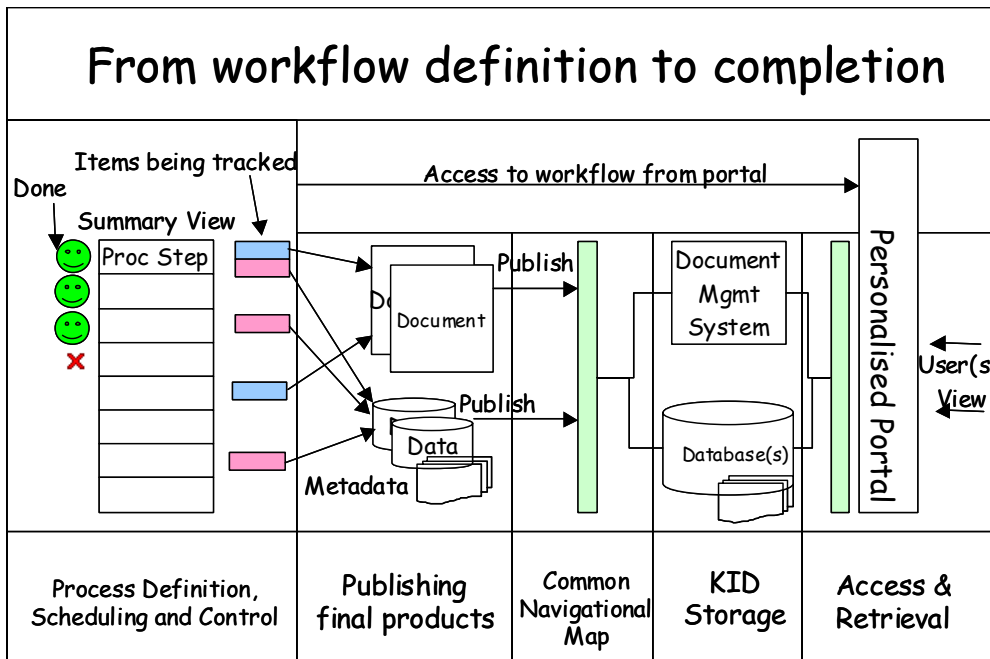 From workflow definition to completion
Items being tracked
Done
Access to workflow from portal
Summary View
Proc Step
Publish
Document
Mgmt
System
Do
Document
Personalised Portal
User(s
View
Publish
D
Data
Database(s)
Metadata
Process Definition,
Scheduling and Control
Publishing
final products
Common
Navigational
Map
KID
Storage
Access &
Retrieval